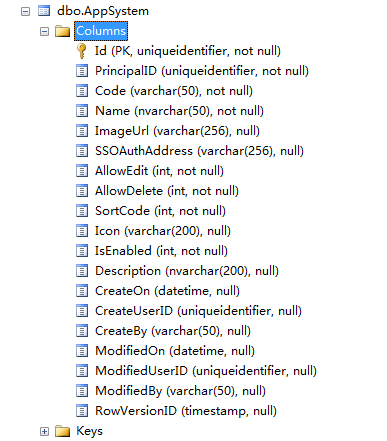 dbo.AppSystem
Columns
Id (PK, uniqueidentifier, not null)
PrincipalID (uniqueidentifier, not null)
Code (varchar(50), not null)
Name (nvarchar(50), not null)
ImageUrl (varchar(256), null)
SSOAuthAddress (varchar(256), null)
AllowEdit (int, not null)
AllowDelete (int, not null)
SortCode (int, not null)
Icon (varchar(200), null)
IsEnabled (int, not null)
Description (nvarchar(200), null)
CreateOn (datetime, null)
CreateUserID (uniqueidentifier, null)
CreateBy (varchar(50), null)
ModifiedOn (datetime, null)
ModifiedUserID (uniqueidentifier, null)
ModifiedBy (varchar(50), null)
RowVersionID (timestamp, null)
Keys